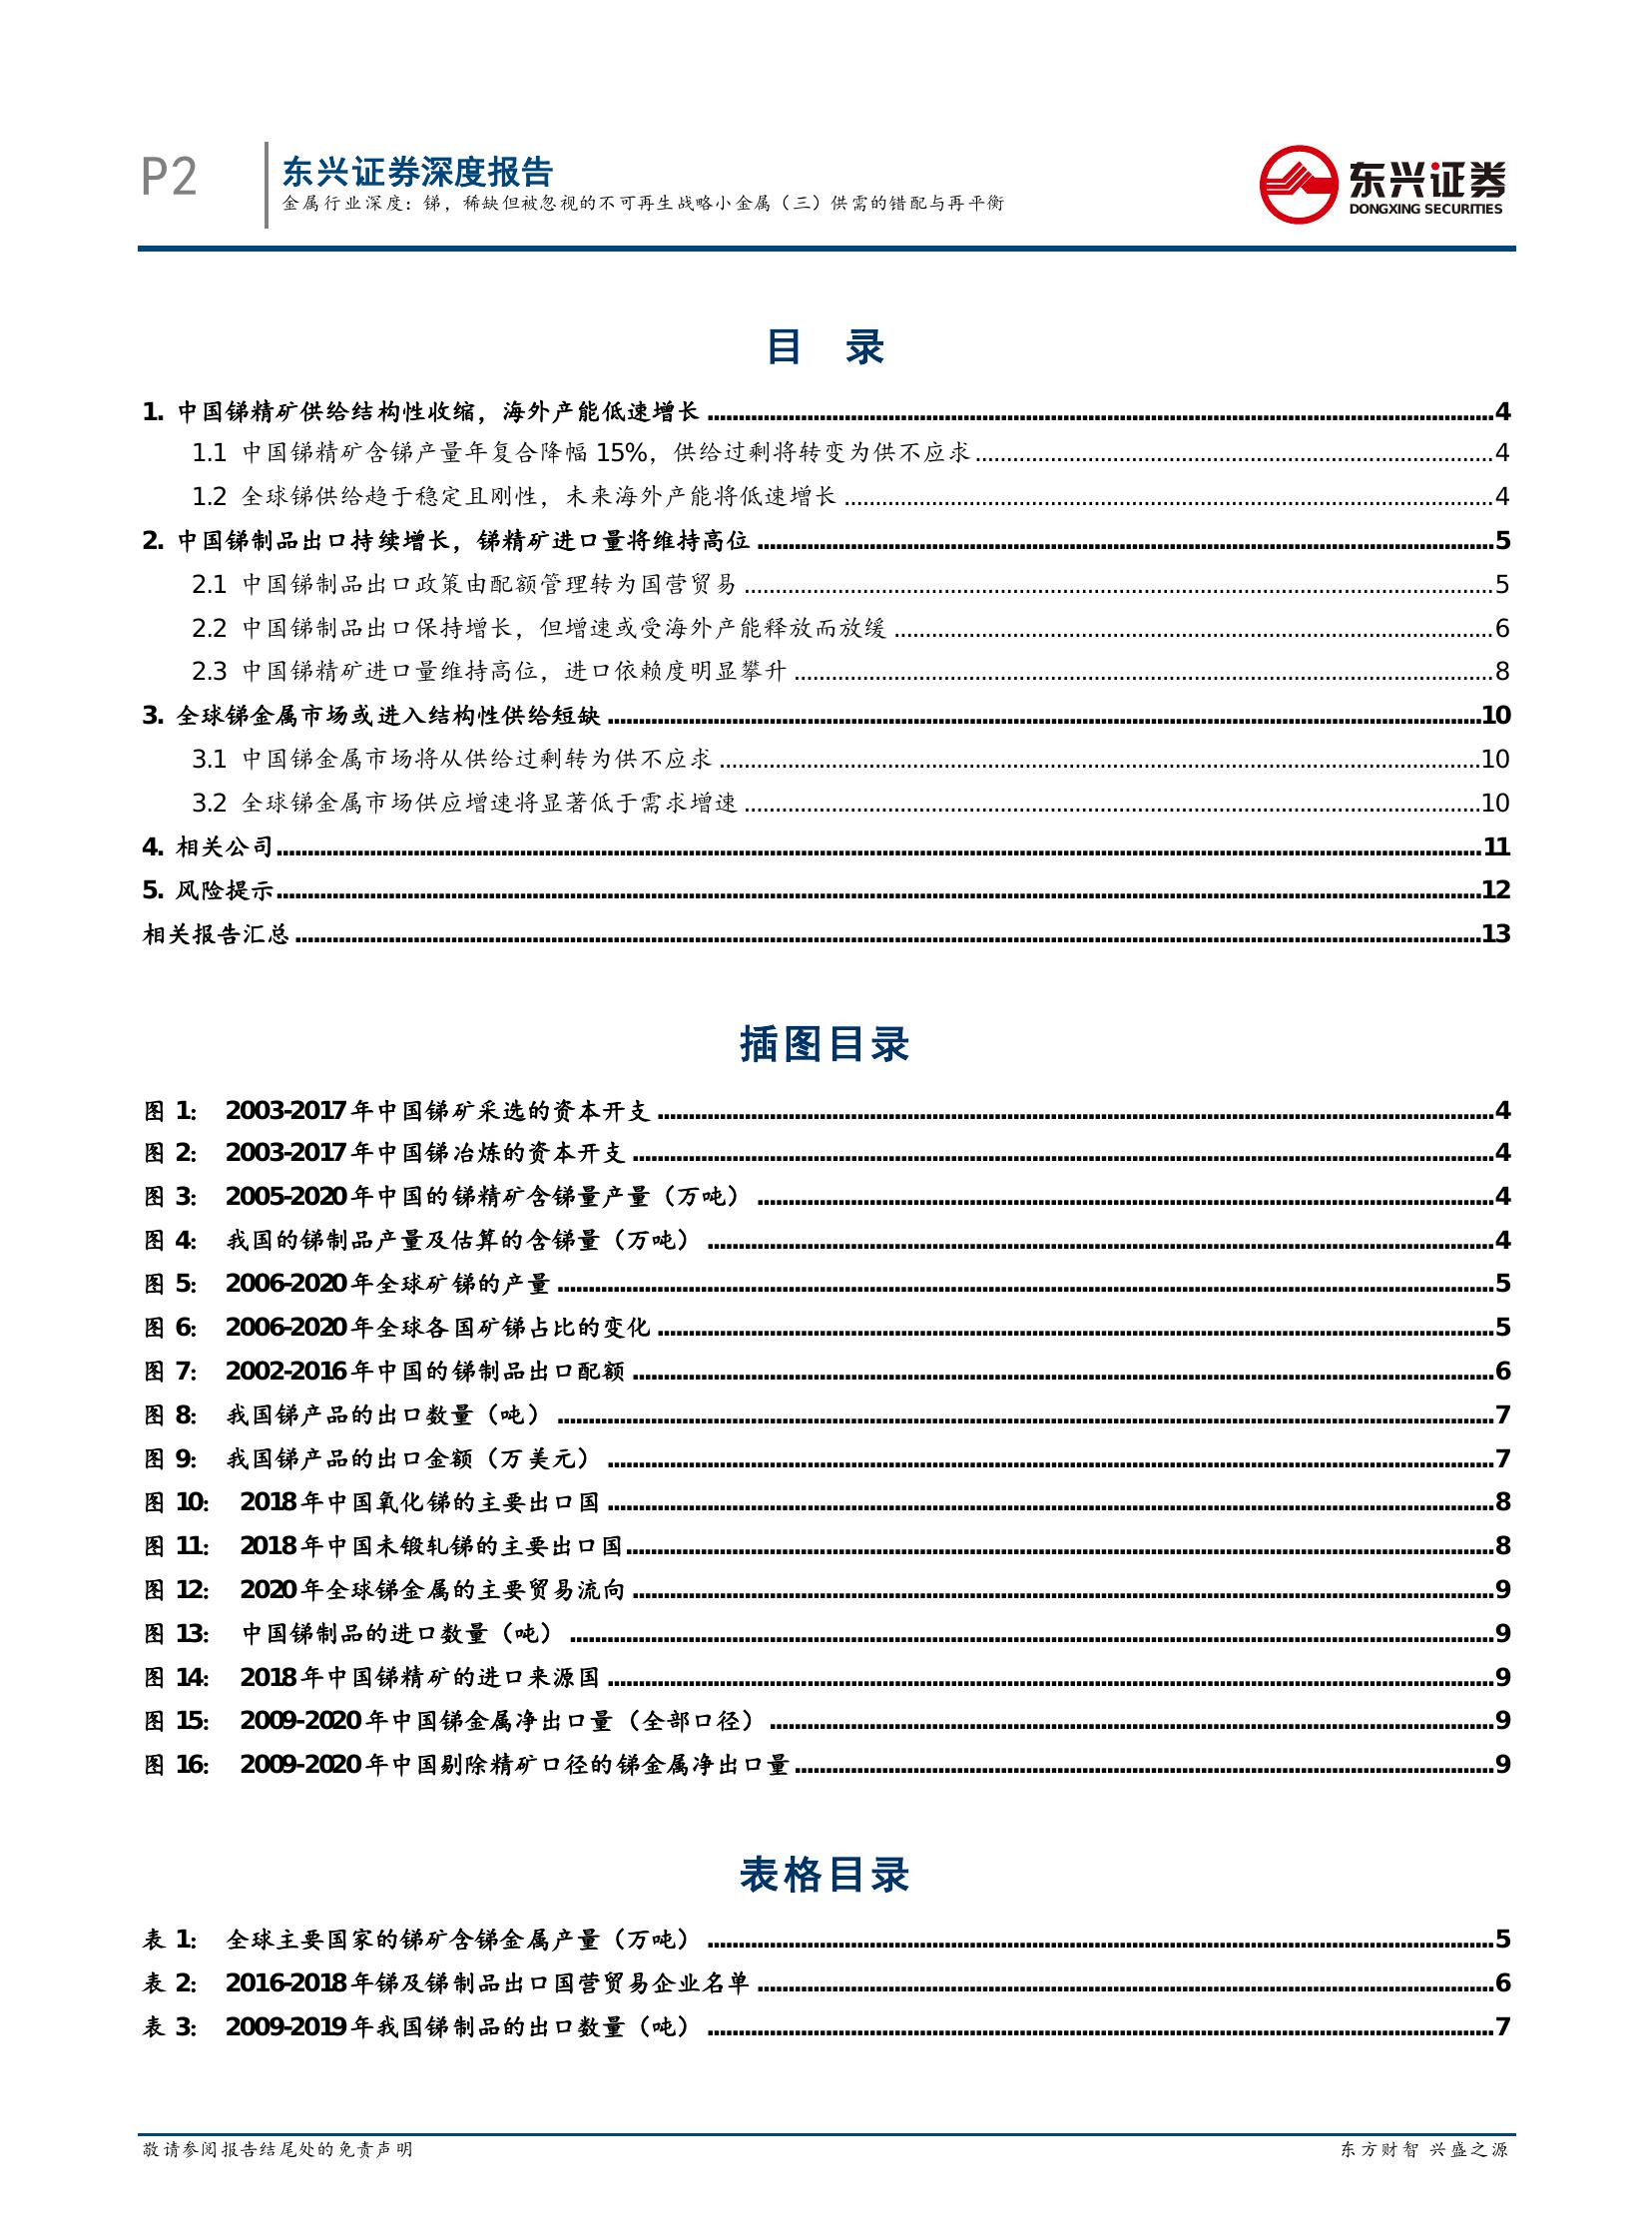 P2
东兴证券深度报告
金属行业深度：锑，稀缺但被忽视的不可再生战略小金属（三）供需的错配与再平衡
东兴证券
DONGXING SECURITIES
目 录
1. 中国锑精矿供给结构性收缩，海外产能低速增长 4
1.1 中国锑精矿含锑产量年复合降幅 15%，供给过剩将转变为供不应求 4
1.2 全球锑供给趋于稳定且刚性，未来海外产能将低速增长 4
2. 中国锑制品出口持续增长，锑精矿进口量将维持高位 5
2.1 中国锑制品出口政策由配额管理转为国营贸易 5
2.2 中国锑制品出口保持增长，但增速或受海外产能释放而放缓 6
2.3 中国锑精矿进口量维持高位，进口依赖度明显攀升 8
3. 全球锑金属市场或进入结构性供给短缺 10
3.1 中国锑金属市场将从供给过剩转为供不应求 10
3.2 全球锑金属市场供应增速将显著低于需求增速 10
4. 相关公司 11
5. 风险提示 12
相关报告汇总 13
插图目录
图 1： 2003-2017 年中国锑矿采选的资本开支 4
图 2： 2003-2017 年中国锑冶炼的资本开支 4
图 3： 2005-2020 年中国的锑精矿含锑量产量（万吨） 4
图 4： 我国的锑制品产量及估算的含锑量（万吨） 4
图 5： 2006-2020 年全球矿锑的产量 5
图 6： 2006-2020 年全球各国矿锑占比的变化 5
图 7： 2002-2016 年中国的锑制品出口配额 6
图 8： 我国锑产品的出口数量（吨） 7
图 9： 我国锑产品的出口金额（万美元） 7
图 10： 2018 年中国氧化锑的主要出口国 8
图 11： 2018 年中国未锻轧锑的主要出口国 8
图 12： 2020 年全球锑金属的主要贸易流向 9
图 13： 中国锑制品的进口数量（吨） 9
图 14： 2018 年中国锑精矿的进口来源国 9
图 15： 2009-2020 年中国锑金属净出口量（全部口径） 9
图 16： 2009-2020 年中国剔除精矿口径的锑金属净出口量 9
表格目录
表 1： 全球主要国家的锑矿含锑金属产量（万吨） 5
表 2： 2016-2018 年锑及锑制品出口国营贸易企业名单 6
表 3： 2009-2019 年我国锑制品的出口数量（吨） 7
敬请参阅报告结尾处的免责声明
东方财智 兴盛之源